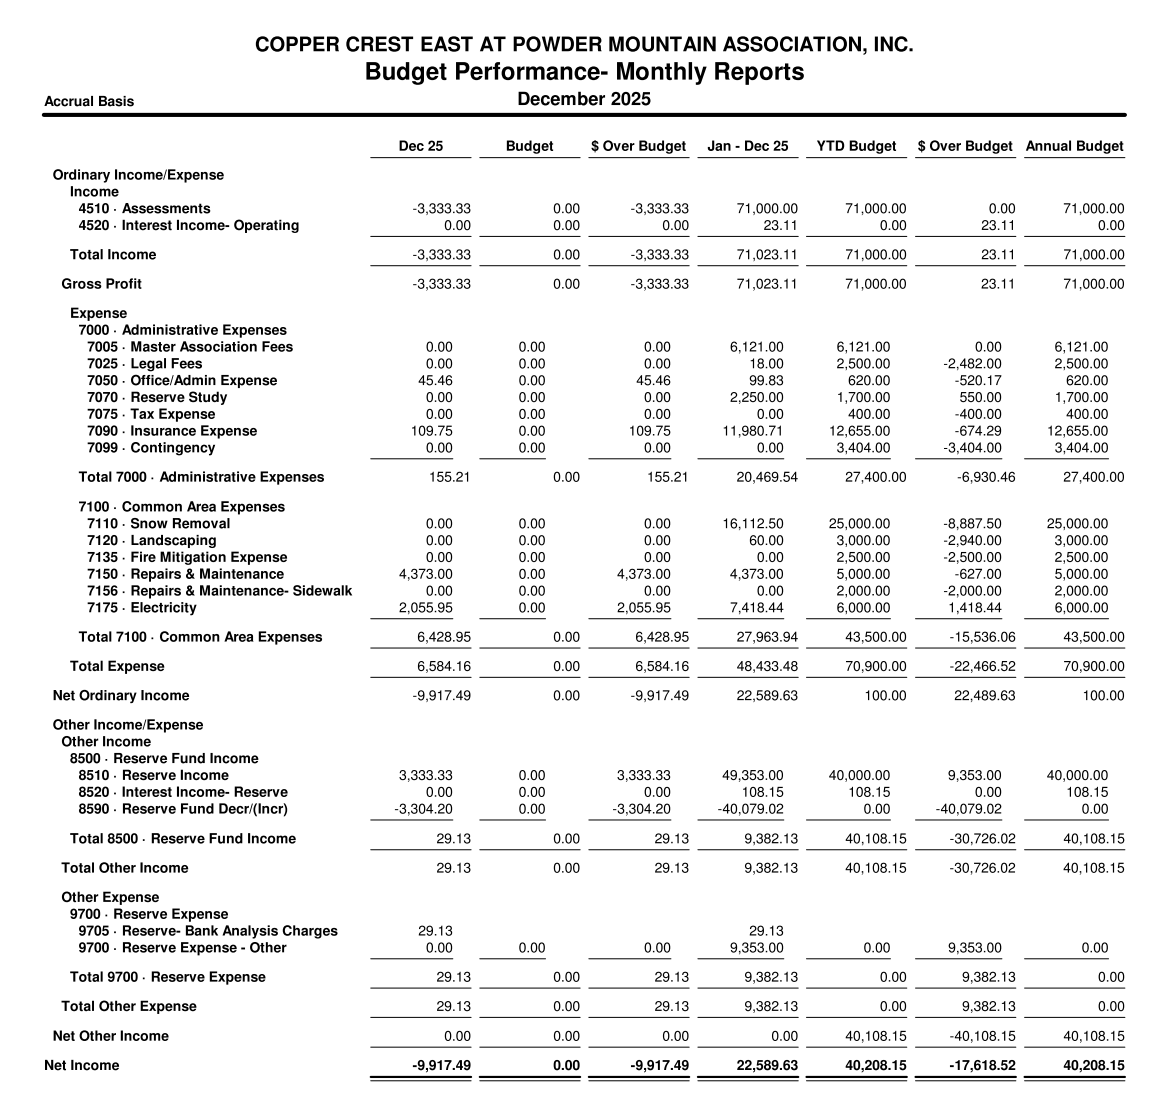 COPPER CREST EAST AT POWDER MOUNTAIN ASSOCIATION, INC.
Budget Performance- Monthly Reports
Accrual Basis December 2025
Dec 25 Budget $ Over Budget Jan - Dec 25 YTD Budget $ Over Budget Annual Budget
Ordinary Income/Expense
Income
4510 · Assessments -3,333.33 0.00 -3,333.33 71,000.00 71,000.00 0.00 71,000.00
4520 · Interest Income- Operating 0.00 0.00 0.00 23.11 0.00 23.11 0.00
Total Income -3,333.33 0.00 -3,333.33 71,023.11 71,000.00 23.11 71,000.00
Gross Profit -3,333.33 0.00 -3,333.33 71,023.11 71,000.00 23.11 71,000.00
Expense
7000 · Administrative Expenses
7005 · Master Association Fees 0.00 0.00 0.00 6,121.00 6,121.00 0.00 6,121.00
7025 · Legal Fees 0.00 0.00 0.00 18.00 2,500.00 -2,482.00 2,500.00
7050 · Office/Admin Expense 45.46 0.00 45.46 99.83 620.00 -520.17 620.00
7070 · Reserve Study 0.00 0.00 0.00 2,250.00 1,700.00 550.00 1,700.00
7075 · Tax Expense 0.00 0.00 0.00 0.00 400.00 -400.00 400.00
7090 · Insurance Expense 109.75 0.00 109.75 11,980.71 12,655.00 -674.29 12,655.00
7099 · Contingency 0.00 0.00 0.00 0.00 3,404.00 -3,404.00 3,404.00
Total 7000 · Administrative Expenses 155.21 0.00 155.21 20,469.54 27,400.00 -6,930.46 27,400.00
7100 · Common Area Expenses
7110 · Snow Removal 0.00 0.00 0.00 16,112.50 25,000.00 -8,887.50 25,000.00
7120 · Landscaping 0.00 0.00 0.00 60.00 3,000.00 -2,940.00 3,000.00
7135 · Fire Mitigation Expense 0.00 0.00 0.00 0.00 2,500.00 -2,500.00 2,500.00
7150 · Repairs & Maintenance 4,373.00 0.00 4,373.00 4,373.00 5,000.00 -627.00 5,000.00
7156 · Repairs & Maintenance- Sidewalk 0.00 0.00 0.00 0.00 2,000.00 -2,000.00 2,000.00
7175 · Electricity 2,055.95 0.00 2,055.95 7,418.44 6,000.00 1,418.44 6,000.00
Total 7100 · Common Area Expenses 6,428.95 0.00 6,428.95 27,963.94 43,500.00 -15,536.06 43,500.00
Total Expense 6,584.16 0.00 6,584.16 48,433.48 70,900.00 -22,466.52 70,900.00
Net Ordinary Income -9,917.49 0.00 -9,917.49 22,589.63 100.00 22,489.63 100.00
Other Income/Expense
Other Income
8500 · Reserve Fund Income
8510 · Reserve Income 3,333.33 0.00 3,333.33 49,353.00 40,000.00 9,353.00 40,000.00
8520 · Interest Income- Reserve 0.00 0.00 0.00 108.15 108.15 0.00 108.15
8590 · Reserve Fund Decr/(Incr) -3,304.20 0.00 -3,304.20 -40,079.02 0.00 -40,079.02 0.00
Total 8500 · Reserve Fund Income 29.13 0.00 29.13 9,382.13 40,108.15 -30,726.02 40,108.15
Total Other Income 29.13 0.00 29.13 9,382.13 40,108.15 -30,726.02 40,108.15
Other Expense
9700 · Reserve Expense
9705 · Reserve- Bank Analysis Charges 29.13 29.13
9700 · Reserve Expense - Other 0.00 0.00 0.00 9,353.00 0.00 9,353.00 0.00
Total 9700 · Reserve Expense 29.13 0.00 29.13 9,382.13 0.00 9,382.13 0.00
Total Other Expense 29.13 0.00 29.13 9,382.13 0.00 9,382.13 0.00
Net Other Income 0.00 0.00 0.00 0.00 40,108.15 -40,108.15 40,108.15
Net Income -9,917.49 0.00 -9,917.49 22,589.63 40,208.15 -17,618.52 40,208.15